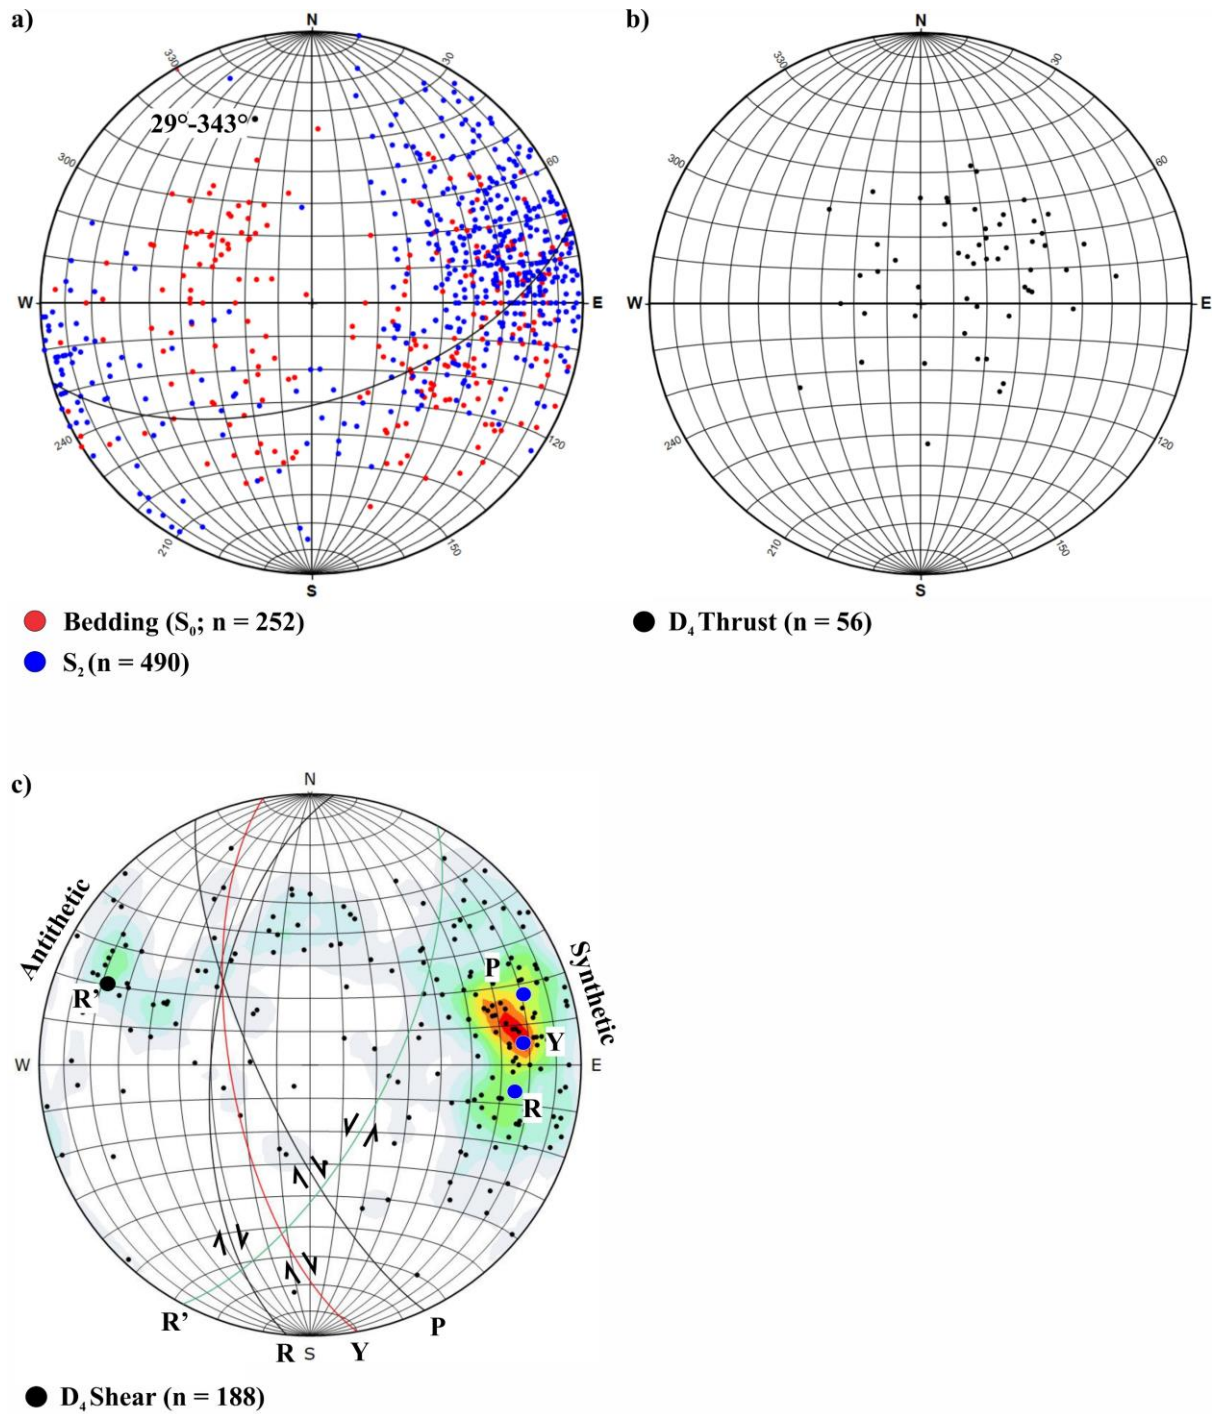 a)
N
330
30
29°-343°
300
60
W
E
240
120
210
150
S
Bedding (S₀; n = 252)
S₂ (n = 490)
b)
N
330
30
300
60
W
E
240
120
210
150
S
D₄ Thrust (n = 56)
c)
N
Antithetic
Synthetic
P
R’
Y
W
E
R
R’
P
R S Y
D₄ Shear (n = 188)